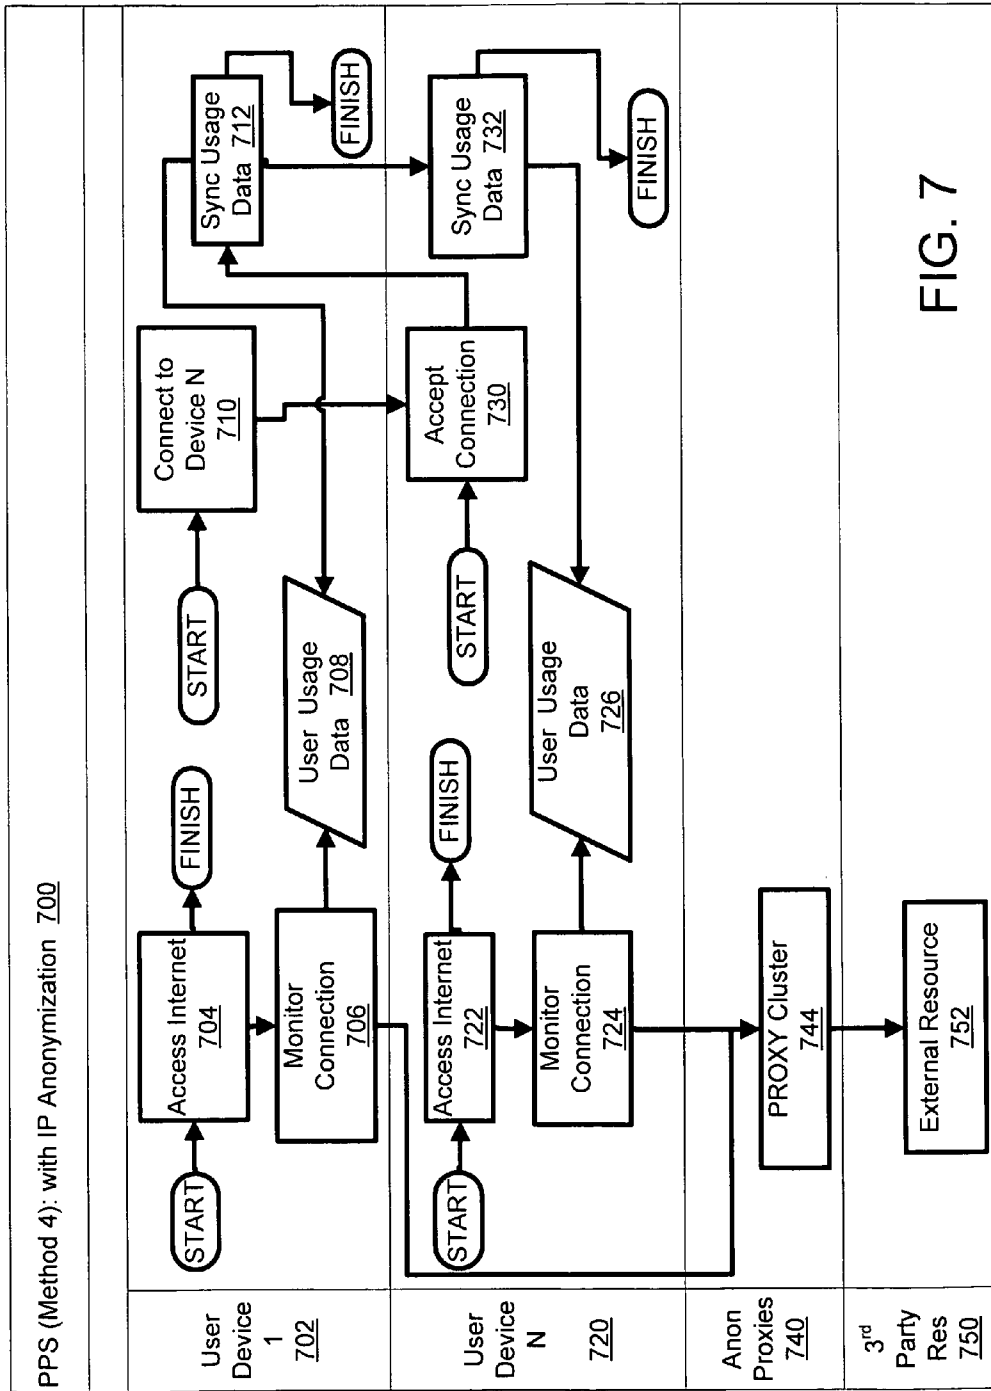 PPS (Method 4): with IP Anonymization 700
User
Device
1
702
START
Access Internet
704
FINISH
Monitor
Connection
706
User Usage
Data 708
START
Connect to
Device N
710
Sync Usage
Data 712
FINISH
User
Device
N
720
START
Access Internet
722
FINISH
Monitor
Connection
724
User Usage
Data
726
START
Accept
Connection
730
Sync Usage
Data 732
FINISH
Anon
Proxies
740
PROXY Cluster
744
3rd
Party
Res
750
External Resource
752
FIG. 7